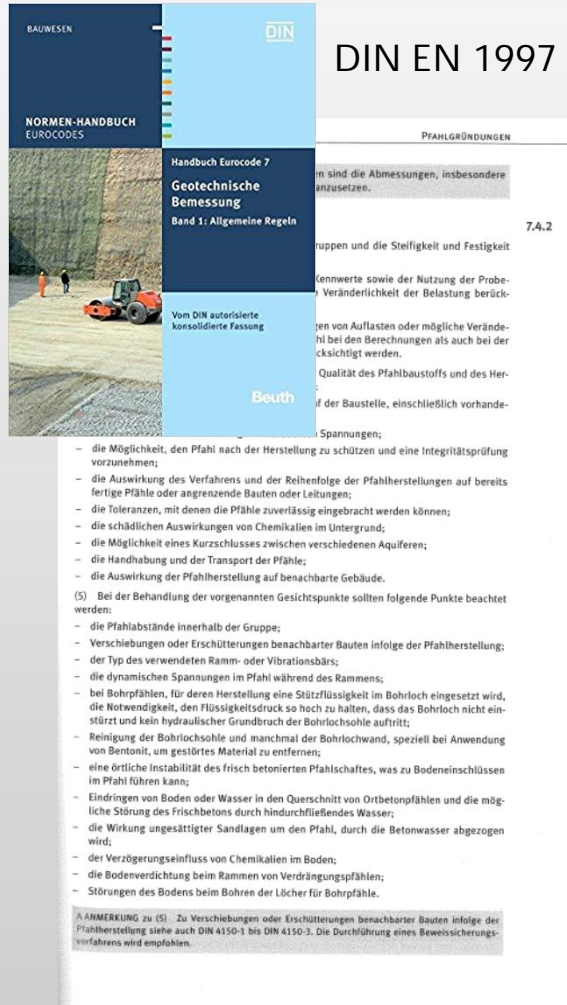 DIN EN 1997
BAUWESEN
DIN
NORMEN-HANDBUCH
EUROCODES
Handbuch Eurocode 7
Geotechnische
Bemessung
Band 1: Allgemeine Regeln
Vom DIN autorisierte
konsolidierte Fassung
Beuth
PFAHLGRÜNDUNGEN
en sind die Abmessungen, insbesondere
anzusetzen.
7.4.2
ruppen und die Steifigkeit und Festigkeit
Kennwerte sowie der Nutzung der Probe-
Veränderlichkeit der Belastung berück-
gen von Auflasten oder mögliche Verände-
hl bei den Berechnungen als auch bei der
cksichtigt werden.
Qualität des Pfahlbaustoffs und des Her-
f der Baustelle, einschließlich vorhande-
Spannungen;
– die Möglichkeit, den Pfahl nach der Herstellung zu schützen und eine Integritätsprüfung
vorzunehmen;
– die Auswirkung des Verfahrens und der Reihenfolge der Pfahlherstellungen auf bereits
fertige Pfähle oder angrenzende Bauten oder Leitungen;
– die Toleranzen, mit denen die Pfähle zuverlässig eingebracht werden können;
– die schädlichen Auswirkungen von Chemikalien im Untergrund;
– die Möglichkeit eines Kurzschlusses zwischen verschiedenen Aquiferen;
– die Handhabung und der Transport der Pfähle;
– die Auswirkung der Pfahlherstellung auf benachbarte Gebäude.
(5) Bei der Behandlung der vorgenannten Gesichtspunkte sollten folgende Punkte beachtet
werden:
– die Pfahlabstände innerhalb der Gruppe;
– Verschiebungen oder Erschütterungen benachbarter Bauten infolge der Pfahlherstellung;
– der Typ des verwendeten Ramm- oder Vibrationsbärs;
– die dynamischen Spannungen im Pfahl während des Rammens;
– bei Bohrpfählen, für deren Herstellung eine Stützflüssigkeit im Bohrloch eingesetzt wird,
die Notwendigkeit, den Flüssigkeitsdruck so hoch zu halten, dass das Bohrloch nicht ein-
stürzt und kein hydraulischer Grundbruch der Bohrlochsohle auftritt;
– Reinigung der Bohrlochsohle und manchmal der Bohrlochwand, speziell bei Anwendung
von Bentonit, um gestörtes Material zu entfernen;
– eine örtliche Instabilität des frisch betonierten Pfahlschaftes, was zu Bodeneinschlüssen
im Pfahl führen kann;
– Eindringen von Boden oder Wasser in den Querschnitt von Ortbetonpfählen und die mög-
liche Störung des Frischbetons durch hindurchfließendes Wasser;
– die Wirkung ungesättigter Sandlagen um den Pfahl, durch die Betonwasser abgezogen
wird;
– der Verzögerungseinfluss von Chemikalien im Boden;
– die Bodenverdichtung beim Rammen von Verdrängungspfählen;
– Störungen des Bodens beim Bohren der Löcher für Bohrpfähle.
A ANMERKUNG zu (5) Zu Verschiebungen oder Erschütterungen benachbarter Bauten infolge der
Pfahlherstellung siehe auch DIN 4150-1 bis DIN 4150-3. Die Durchführung eines Beweissicherungs-
verfahrens wird empfohlen.